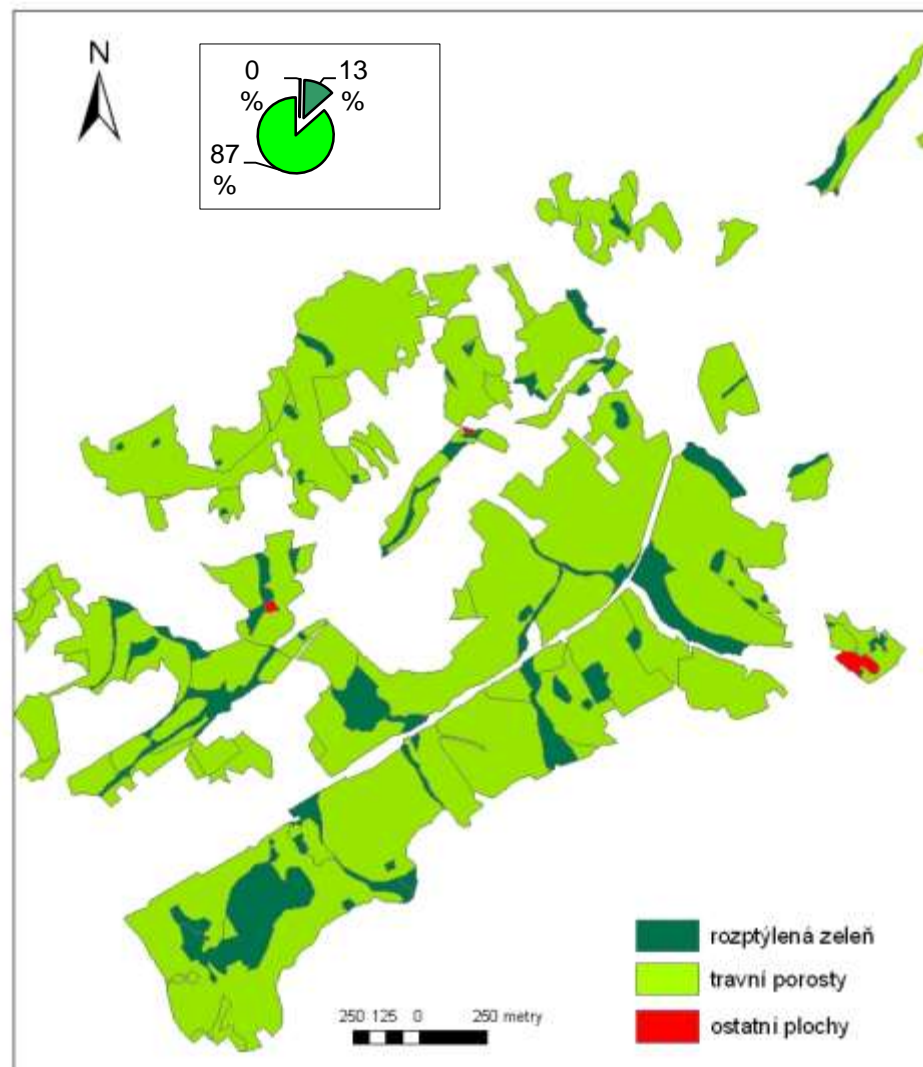 N
0
%
13
%
87
%
rozptýlená zeleň
travní porosty
ostatní plochy
250 125 0 250 metry